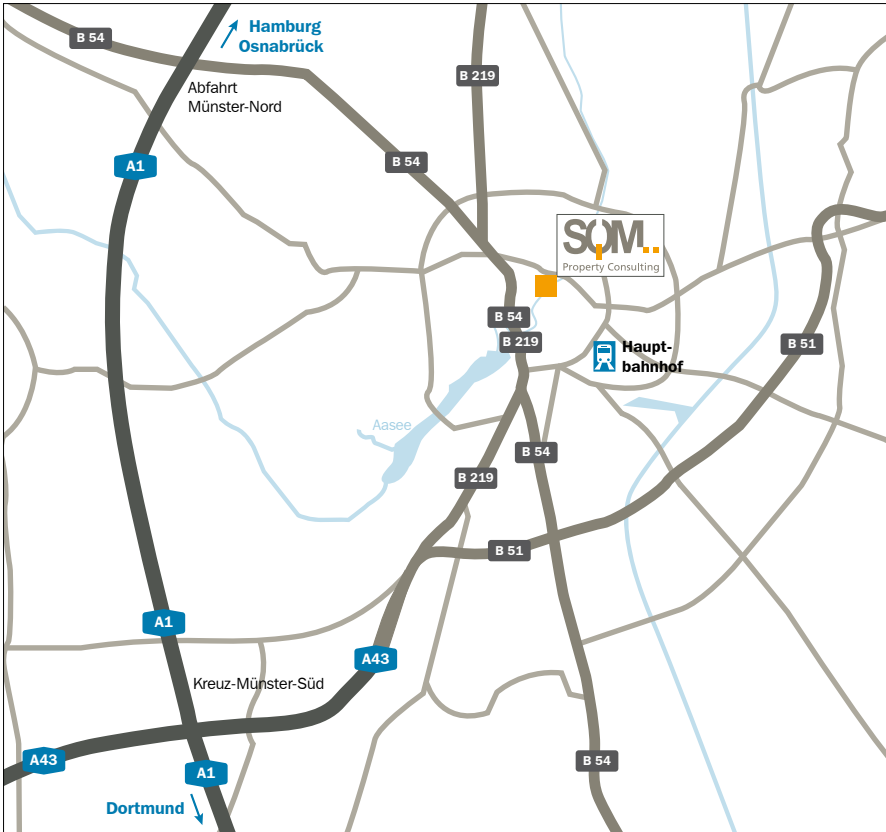 Hamburg
Osnabrück
B 54
B 219
Abfahrt
Münster-Nord
A1
B 54
SQM..
Property Consulting
B 54
B 219
B 51
Haupt-
bahnhof
Aasee
B 54
B 219
B 51
A1
A43
Kreuz-Münster-Süd
A43
B 54
A1
Dortmund